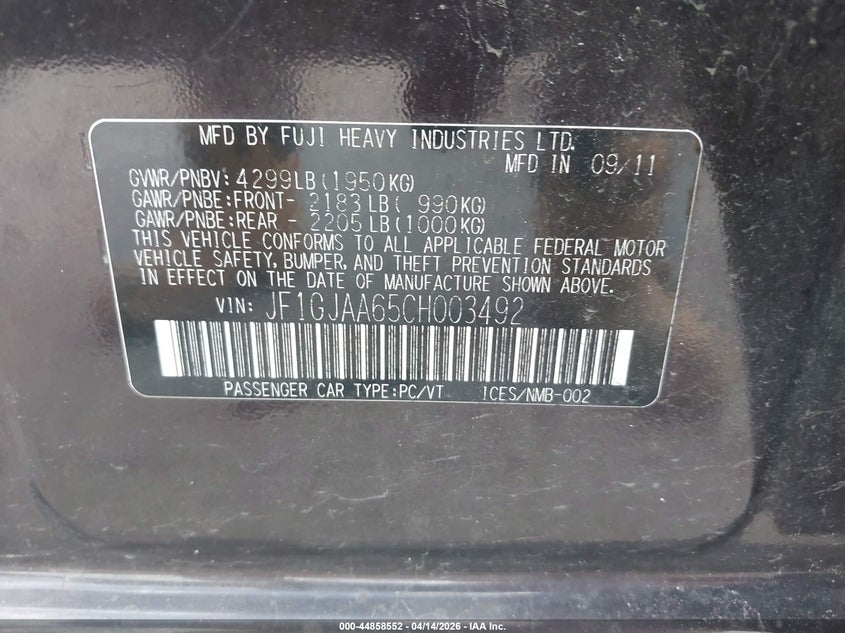 MFD BY FUJI HEAVY INDUSTRIES LTD.
MFD IN 09/11
GVWR/PNBV: 4299LB(1950KG)
GAWR/PNBE:FRONT- 2183LB( 990KG)
GAWR/PNBE:REAR - 2205LB(1000KG)
THIS VEHICLE CONFORMS TO ALL APPLICABLE FEDERAL MOTOR
VEHICLE SAFETY, BUMPER, AND THEFT PREVENTION STANDARDS
IN EFFECT ON THE DATE OF MANUFACTURE SHOWN ABOVE.
VIN: JF1GJAA65CH003492
PASSENGER CAR TYPE:PC/VT ICES/NMB-002
000-44858552 - 04/14/2026 - IAA Inc.